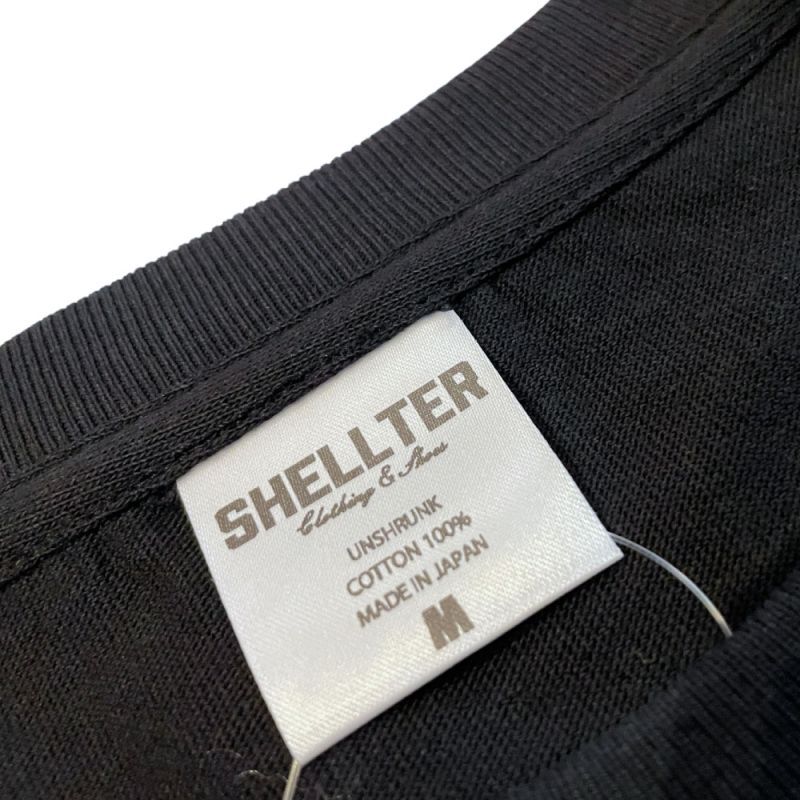 SHELLTER
Clothing & Shoes
UNSHRUNK
COTTON 100%
MADE IN JAPAN
M